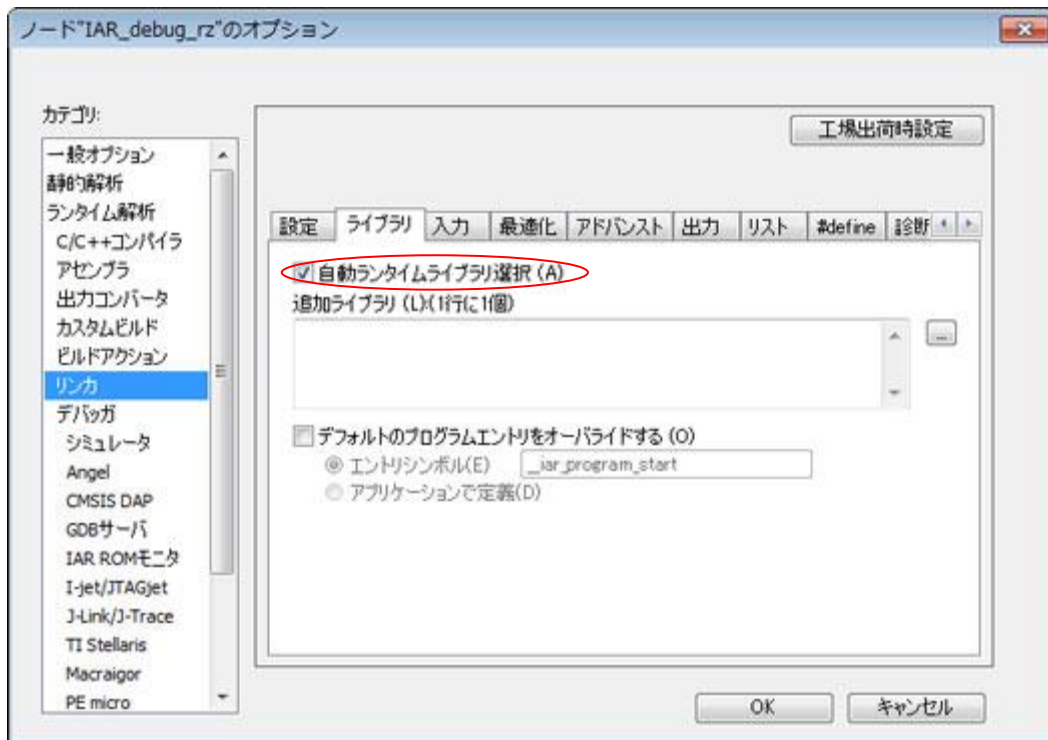 ノード"IAR_debug_rz"のオプション
カテゴリ:
一般オプション
静的解析
ランタイム解析
C/C++コンパイラ
アセンブラ
出力コンバータ
カスタムビルド
ビルドアクション
リンカ
デバッガ
シミュレータ
Angel
CMSIS DAP
GDBサーバ
IAR ROMモニタ
I-jet/JTAGjet
J-Link/J-Trace
TI Stellaris
Macraigor
PE micro
工場出荷時設定
設定 ライブラリ 入力 最適化 アドバンスト 出力 リスト #define 診断
自動ランタイムライブラリ選択 (A)
追加ライブラリ (L):(1行に1個)
...
デフォルトのプログラムエントリをオーバライドする (O)
エントリシンボル(E) __iar_program_start
アプリケーションで定義(D)
OK キャンセル